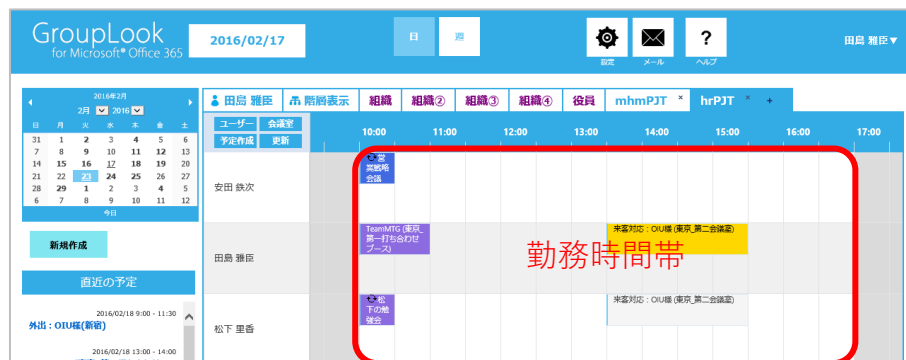 GroupLook
for Microsoft® Office 365
2016/02/17
日
週
設定
メール
?
ヘルプ
田島 雅臣▼
2016年2月
2月 2016
日 月 火 水 木 金 土
31 1 2 3 4 5 6
7 8 9 10 11 12 13
14 15 16 17 18 19 20
21 22 23 24 25 26 27
28 29 1 2 3 4 5
6 7 8 9 10 11 12
今日
新規作成
直近の予定
2016/02/18 9:00 - 11:30
外出：OIU様(新宿)
2016/02/18 13:00 - 14:00
田島 雅臣
階層表示
組織
組織②
組織③
組織④
役員
mhmPJT ×
hrPJT ×
+
ユーザー 会議室
予定作成 更新
10:00 11:00 12:00 13:00 14:00 15:00 16:00 17:00
安田 鉄次
営
業戦略
会議
田島 雅臣
TeamMTG (東京_
第一打ち合わせ
ブース)
来客対応：OIU様 (東京_第二会議室)
勤務時間帯
松下 里香
松
下の勉
強会
来客対応：OIU様 (東京_第二会議室)